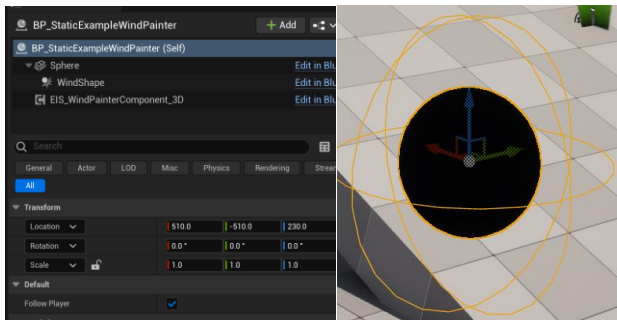 BP_StaticExampleWindPainter
+ Add
BP_StaticExampleWindPainter (Self)
Sphere
Edit in Blu
WindShape
Edit in Blu
EIS_WindPainterComponent_3D
Edit in Blu
Search
General Actor LOD Misc Physics Rendering Stream
All
Transform
Location 510.0 -510.0 230.0
Rotation 0.0° 0.0° 0.0°
Scale 1.0 1.0 1.0
Default
Follow Player